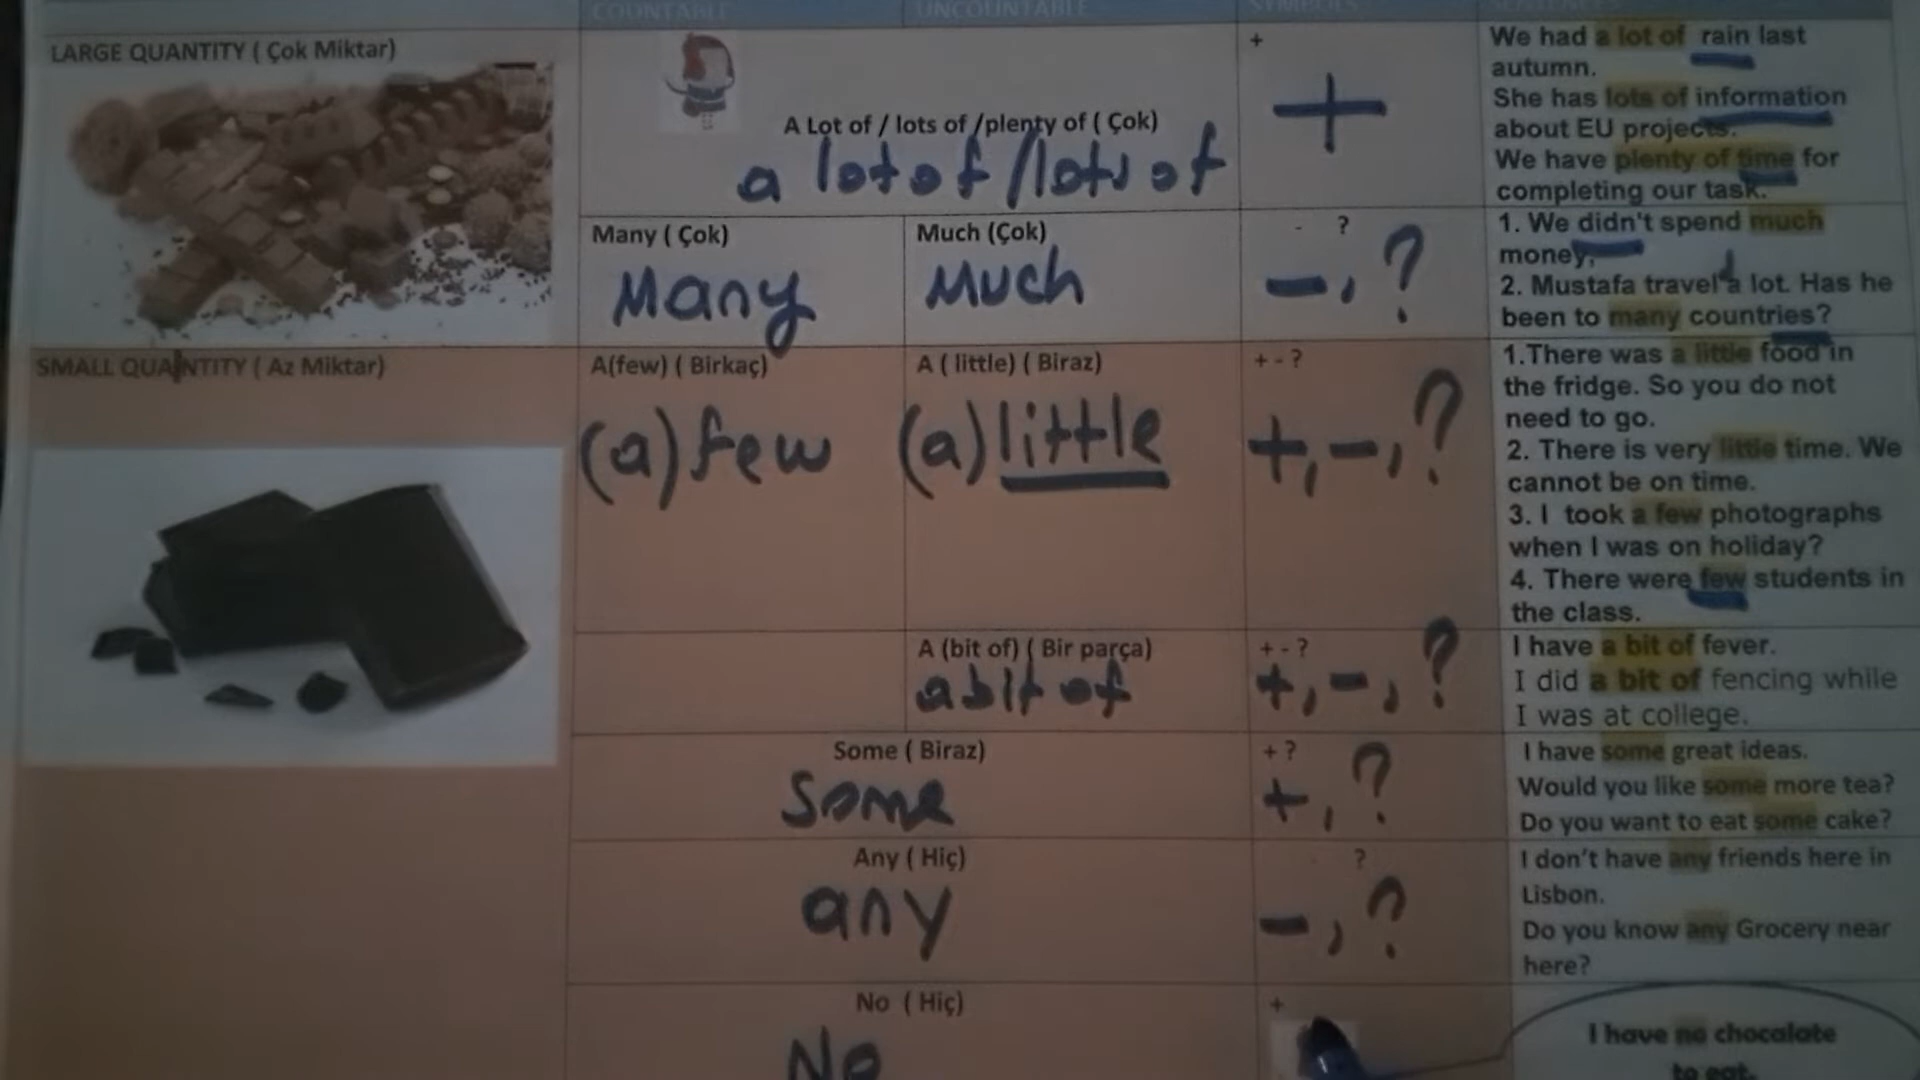 COUNTABLE UNCOUNTABLE SYMBOLS SENTENCES
LARGE QUANTITY ( Çok Miktar)
A Lot of / lots of /plenty of ( Çok)
a lot of / lots of
+
+
We had a lot of rain last
autumn.
She has lots of information
about EU projects.
We have plenty of time for
completing our task.
Many ( Çok)
Many
Much (Çok)
Much
- ?
-, ?
1. We didn't spend much
money.
2. Mustafa travel a lot. Has he
been to many countries?
SMALL QUANTITY ( Az Miktar)
A(few) ( Birkaç)
(a) few
A ( little) ( Biraz)
(a) little
+ - ?
+, -, ?
1.There was a little food in
the fridge. So you do not
need to go.
2. There is very little time. We
cannot be on time.
3. I took a few photographs
when I was on holiday?
4. There were few students in
the class.
A (bit of) ( Bir parça)
a bit of
+ - ?
+, -, ?
I have a bit of fever.
I did a bit of fencing while
I was at college.
Some ( Biraz)
Some
+ ?
+, ?
I have some great ideas.
Would you like some more tea?
Do you want to eat some cake?
Any ( Hiç)
any
?
-, ?
I don't have any friends here in
Lisbon.
Do you know any Grocery near
here?
No ( Hiç)
No
+
I have no chocalate
to eat.